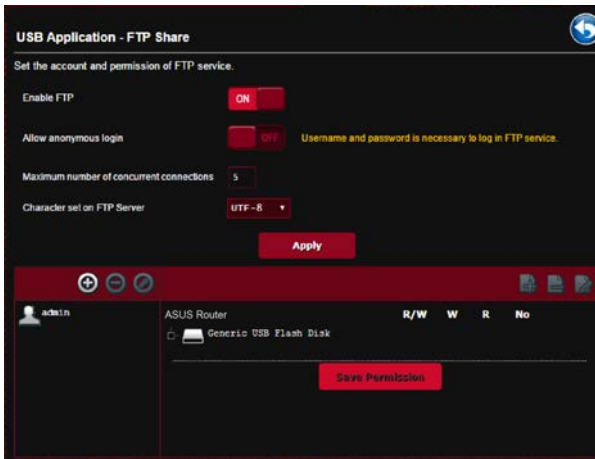 USB Application - FTP Share
Set the account and permission of FTP service.
Enable FTP ON
Allow anonymous login OFF Username and password is necessary to log in FTP service.
Maximum number of concurrent connections 5
Character set on FTP Server UTF-8
Apply
admin
ASUS Router R/W W R No
Generic USB Flash Disk
Save Permission